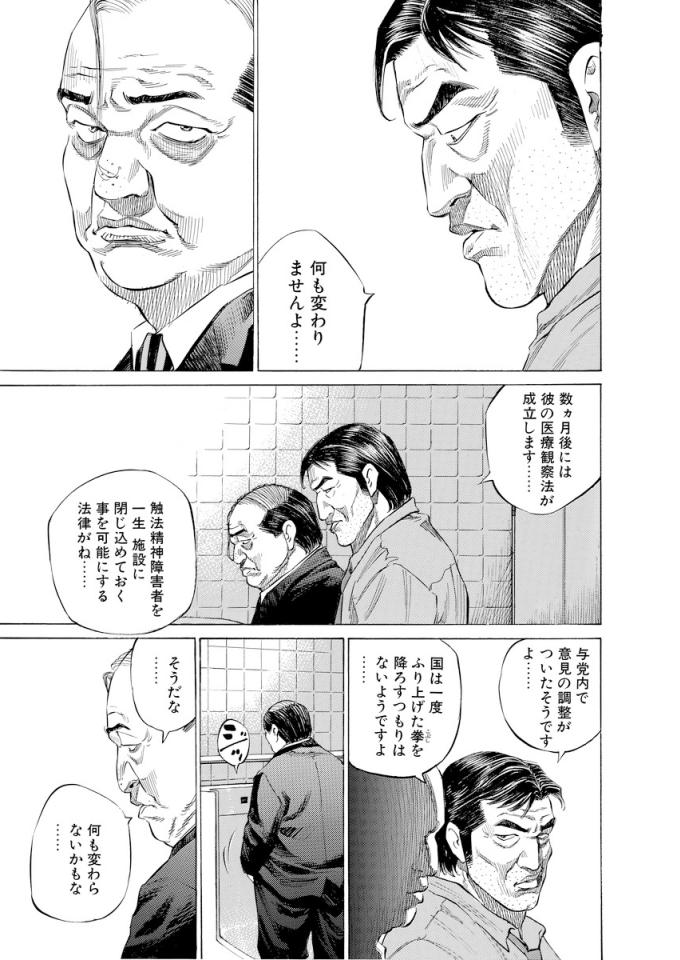 何も変わり
ませんよ……
数ヵ月後には
彼の医療観察法が
成立します……
触法精神障害者を
一生 施設に
閉じ込めておく
事を可能にする
法律がね……
与党内で
意見の調整が
ついたそうです
よ……
国は一度
ふり上げた拳を
降ろすつもりは
ないようですよ
そうだな
……
何も変わら
ないかもな
……